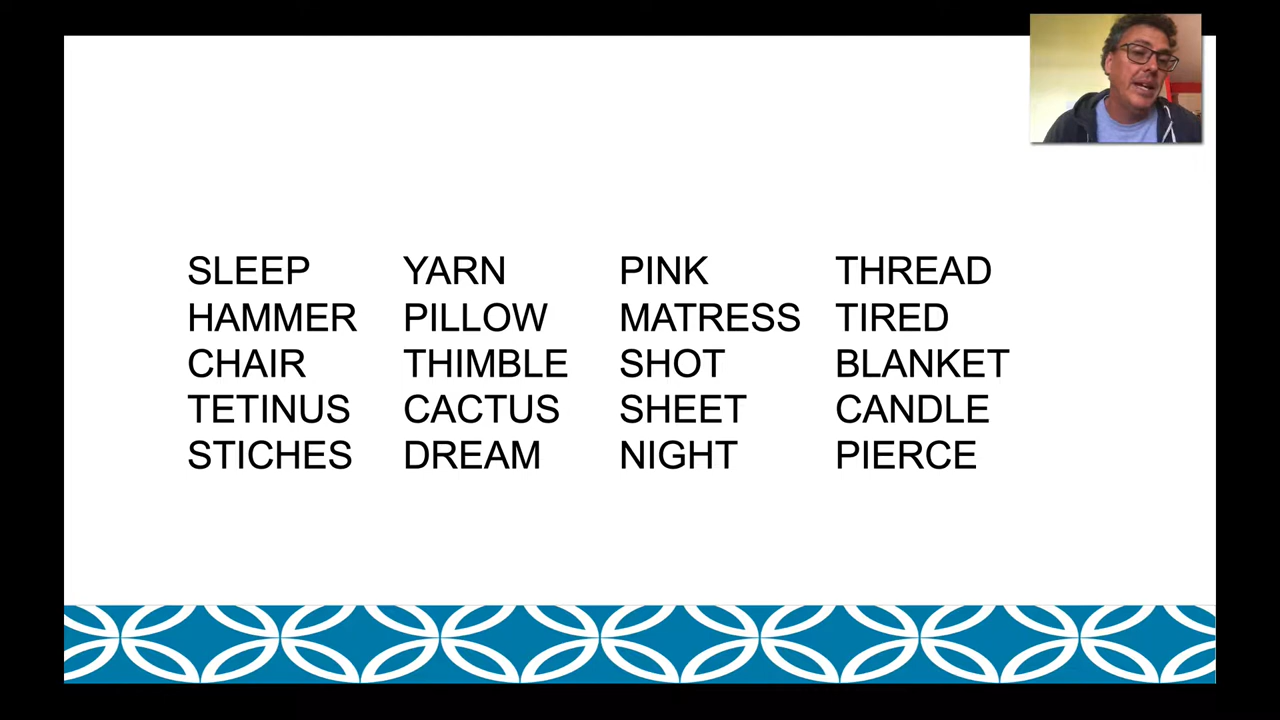 SLEEP YARN PINK THREAD
HAMMER PILLOW MATRESS TIRED
CHAIR THIMBLE SHOT BLANKET
TETINUS CACTUS SHEET CANDLE
STICHES DREAM NIGHT PIERCE